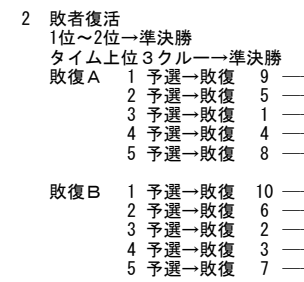 2 敗者復活
1位～2位→準決勝
タイム上位３クルー→準決勝
敗復Ａ 1 予選→敗復 9
2 予選→敗復 5
3 予選→敗復 1
4 予選→敗復 4
5 予選→敗復 8
敗復Ｂ 1 予選→敗復 10
2 予選→敗復 6
3 予選→敗復 2
4 予選→敗復 3
5 予選→敗復 7